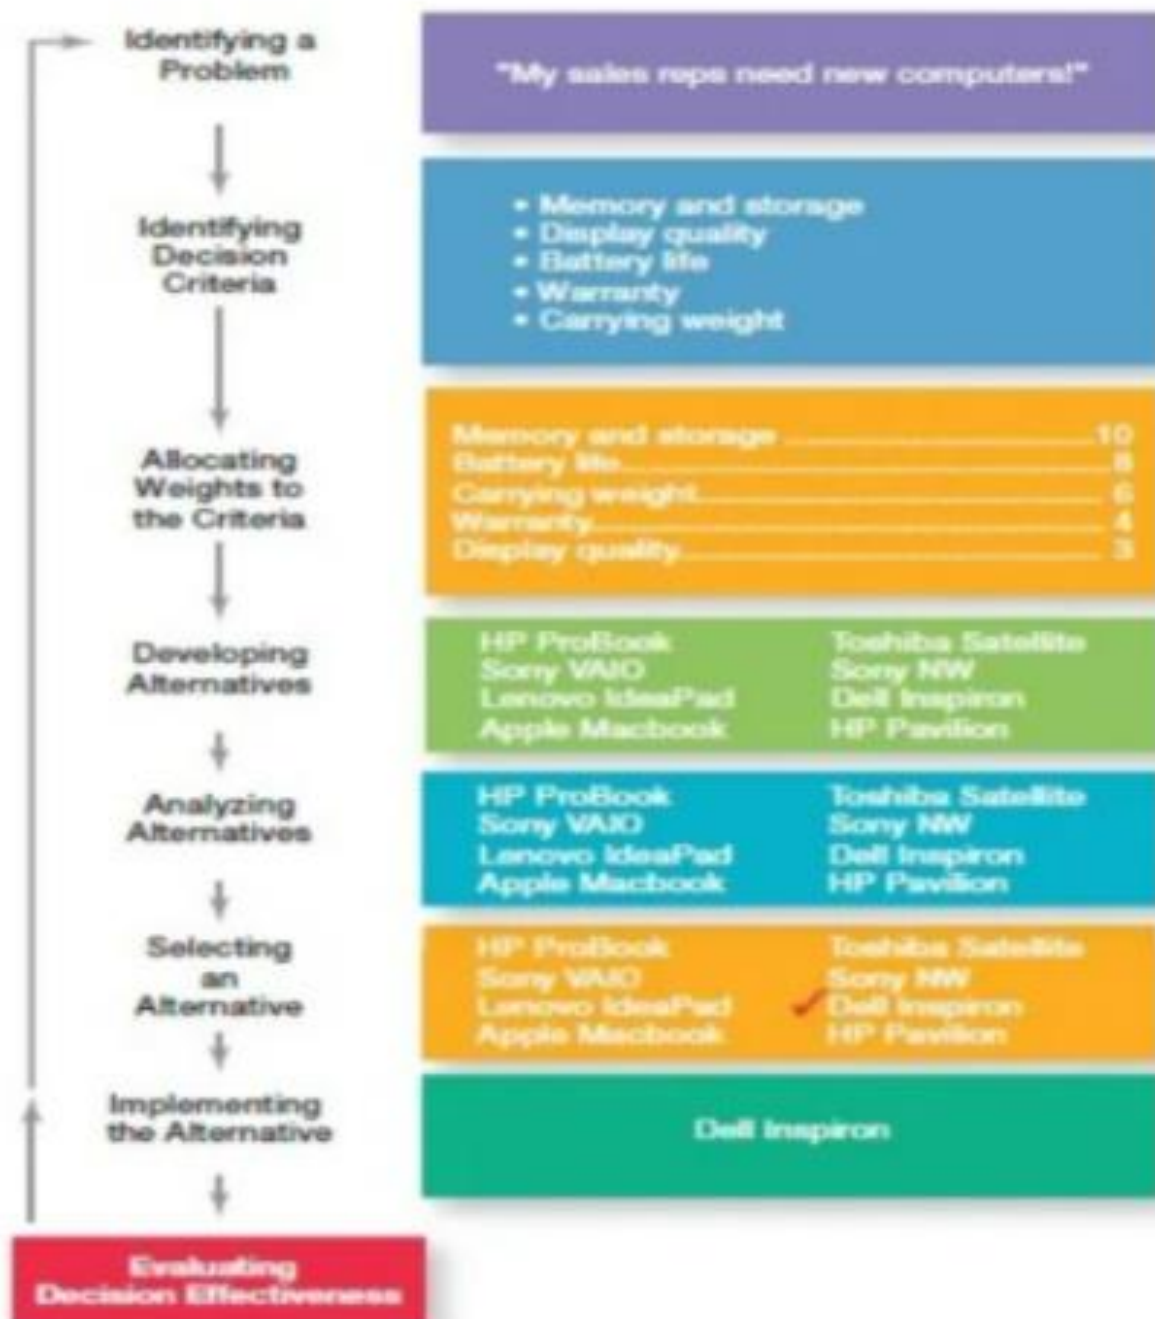 Identifying a
Problem
"My sales reps need new computers!"
Identifying
Decision
Criteria
• Memory and storage
• Display quality
• Battery life
• Warranty
• Carrying weight
Allocating
Weights to
the Criteria
Memory and storage 10
Battery life 8
Carrying weight 6
Warranty 4
Display quality 3
Developing
Alternatives
HP ProBook Toshiba Satellite
Sony VAIO Sony NW
Lenovo IdeaPad Dell Inspiron
Apple Macbook HP Pavilion
Analyzing
Alternatives
HP ProBook Toshiba Satellite
Sony VAIO Sony NW
Lenovo IdeaPad Dell Inspiron
Apple Macbook HP Pavilion
Selecting
an
Alternative
HP ProBook Toshiba Satellite
Sony VAIO Sony NW
Lenovo IdeaPad ✓ Dell Inspiron
Apple Macbook HP Pavilion
Implementing
the Alternative
Dell Inspiron
Evaluating
Decision Effectiveness